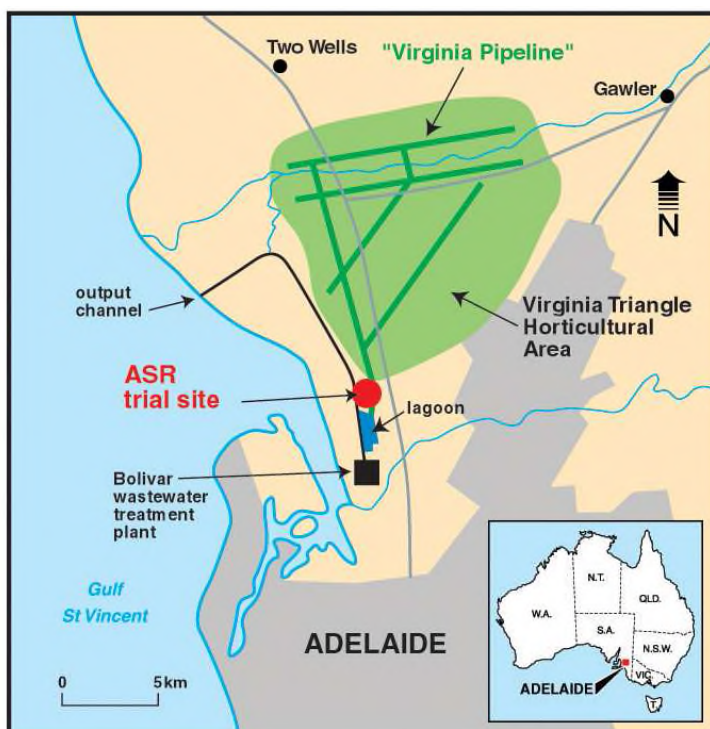 Two Wells
"Virginia Pipeline"
Gawler
N
output
channel
Virginia Triangle
Horticultural
Area
ASR
trial site
lagoon
Bolivar
wastewater
treatment
plant
Gulf
St Vincent
ADELAIDE
0 5km
N.T.
QLD.
W.A.
S.A.
N.S.W.
VIC.
ADELAIDE
T.